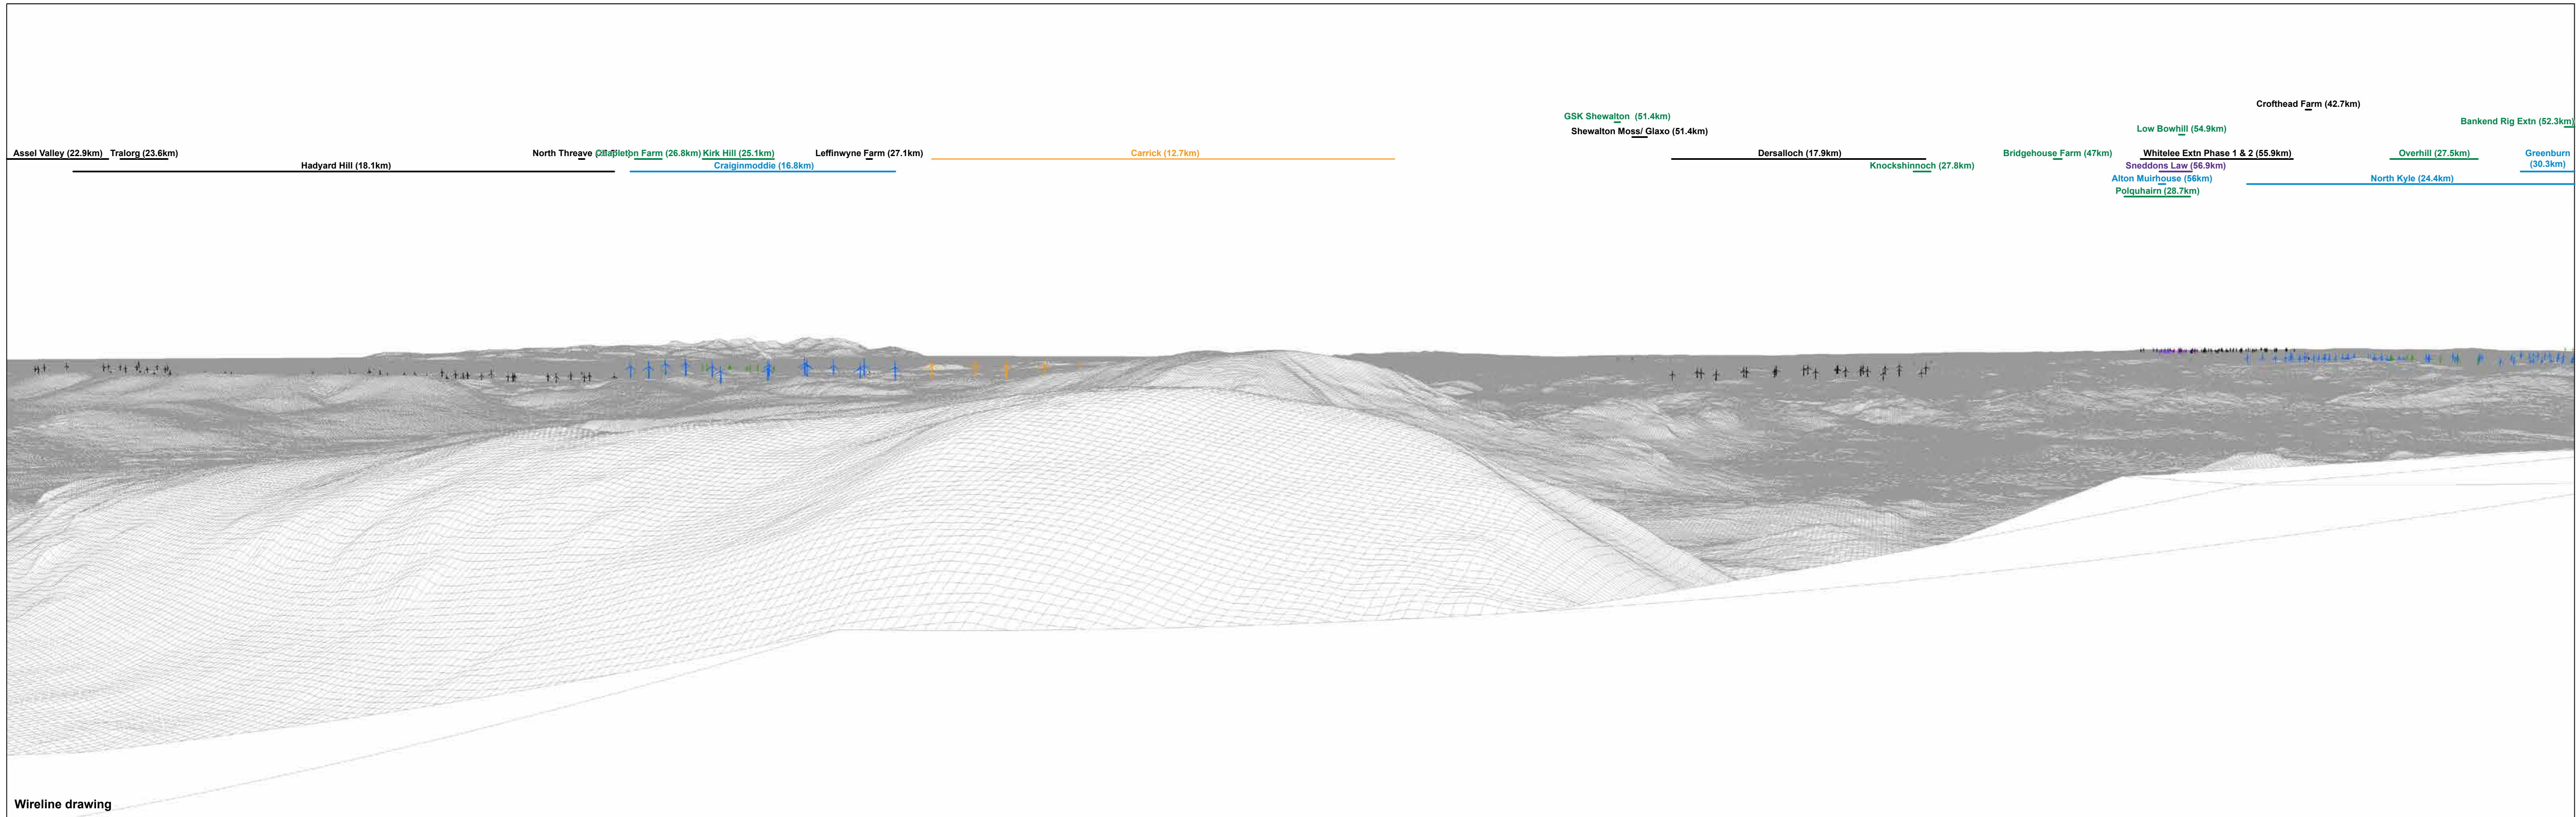 Crofthead Farm (42.7km)
GSK Shewalton (51.4km)
Bankend Rig Extn (52.3km)
Low Bowhill (54.9km)
Shewalton Moss/ Glaxo (51.4km)
Assel Valley (22.9km) Tralorg (23.6km)
North Threave
Farm (26.8km) Kirk Hill (25.1km)
Leffinwyne Farm (27.1km)
Carrick (12.7km)
Dersalloch (17.9km)
Bridgehouse Farm (47km)
Whitelee Extn Phase 1 & 2 (55.9km)
Overhill (27.5km)
Greenburn
(30.3km)
Hadyard Hill (18.1km)
Craiginmoddie (16.8km)
Knockshinnoch (27.8km)
Sneddons Law (56.9km)
Alton Muirhouse (56km)
North Kyle (24.4km)
Polquhairn (28.7km)
Wireline drawing